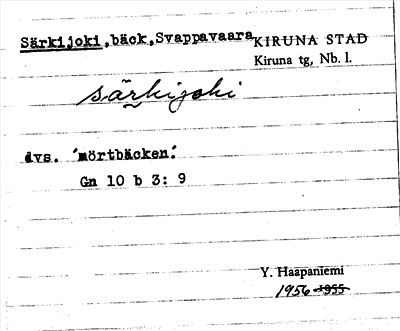 Särkijoki,bäck,Svappavaara KIRUNA STAD
Kiruna tg, Nb. l.
särkijoki
dvs. "mörtbäcken".
Gn 10 b 3: 9
Y. Haapaniemi
1956 1955